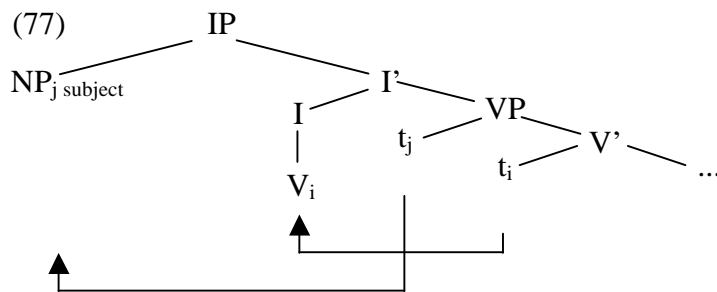 (77) IP
NPj subject I’
I VP
tj V’
Vi ti ...